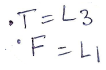 .T = L3
.F = L1